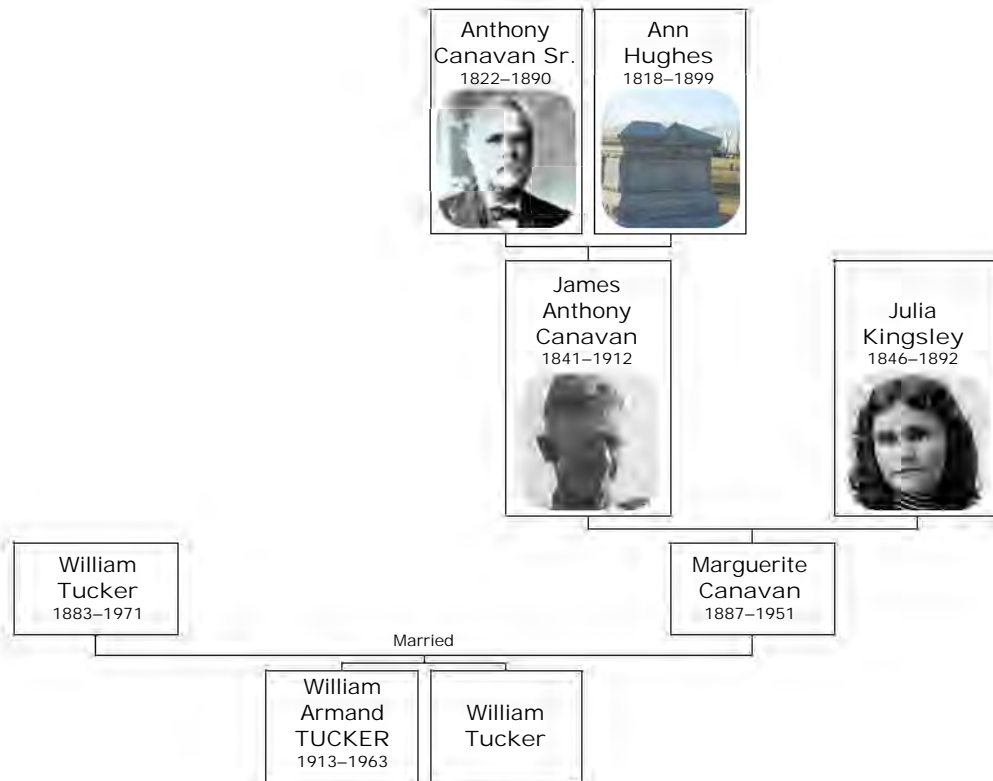 Anthony
Canavan Sr.
1822–1890
Ann
Hughes
1818–1899
James
Anthony
Canavan
1841–1912
Julia
Kingsley
1846–1892
William
Tucker
1883–1971
Marguerite
Canavan
1887–1951
Married
William
Armand
TUCKER
1913–1963
William
Tucker